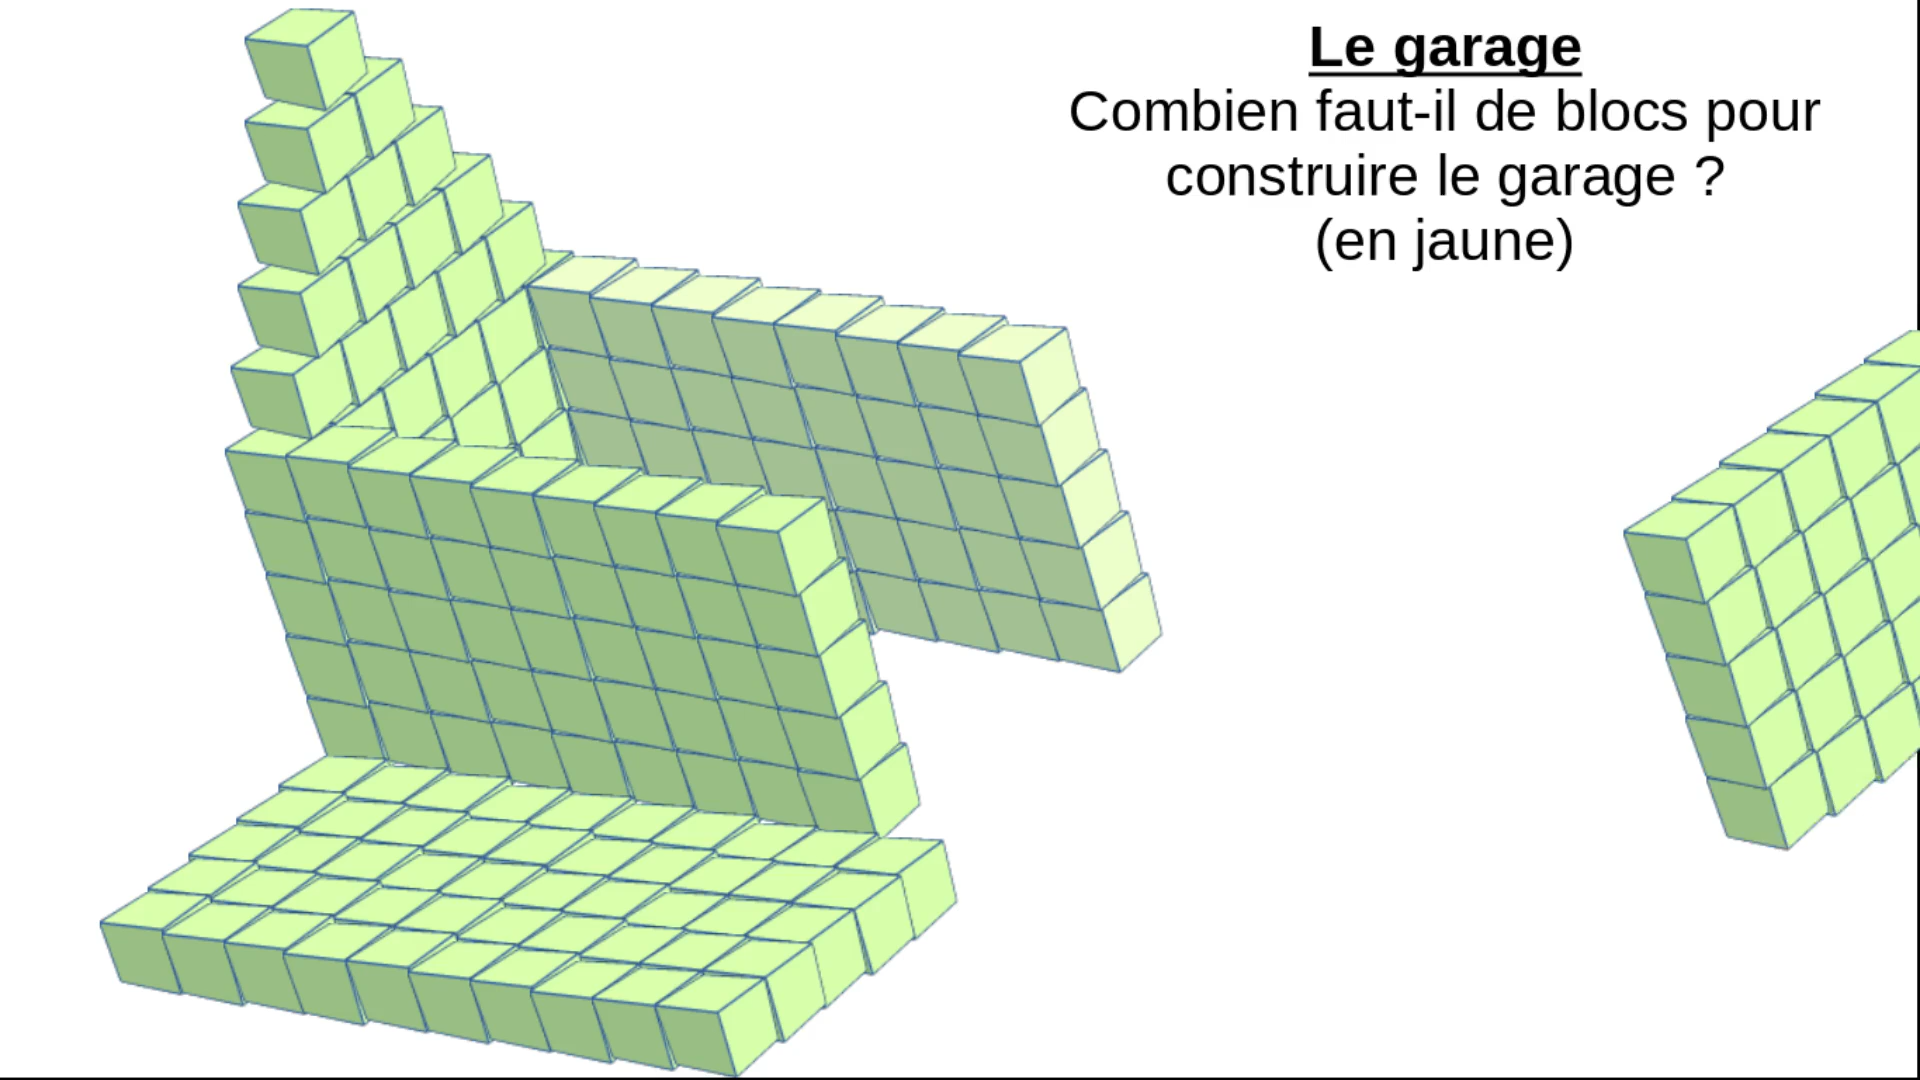 Le garage
Combien faut-il de blocs pour
construire le garage ?
(en jaune)